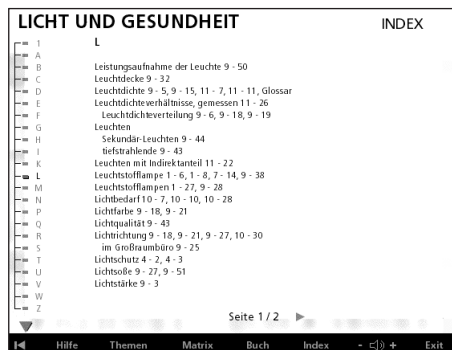 LICHT UND GESUNDHEIT
INDEX
1
A
B
C
D
E
F
G
H
I
K
L
M
N
P
Q
R
S
T
U
V
W
Z
L
Leistungsaufnahme der Leuchte 9 - 50
Leuchtdecke 9 - 32
Leuchtdichte 9 - 5, 9 - 15, 11 - 7, 11 - 11, Glossar
Leuchtdichteverhältnisse, gemessen 11 - 26
Leuchtdichteverteilung 9 - 6, 9 - 18, 9 - 19
Leuchten
Sekundär-Leuchten 9 - 44
tiefstrahlende 9 - 43
Leuchten mit Indirektanteil 11 - 22
Leuchtstofflampe 1 - 6, 1 - 8, 7 - 14, 9 - 38
Leuchtstofflampen 1 - 27, 9 - 28
Lichtbedarf 10 - 7, 10 - 10, 10 - 28
Lichtfarbe 9 - 18, 9 - 21
Lichtqualität 9 - 43
Lichtrichtung 9 - 18, 9 - 21, 9 - 27, 10 - 30
im Großraumbüro 9 - 25
Lichtschutz 4 - 2, 4 - 3
Lichtsoße 9 - 27, 9 - 51
Lichtstärke 9 - 3
Seite 1 / 2
Hilfe Themen Matrix Buch Index - + Exit